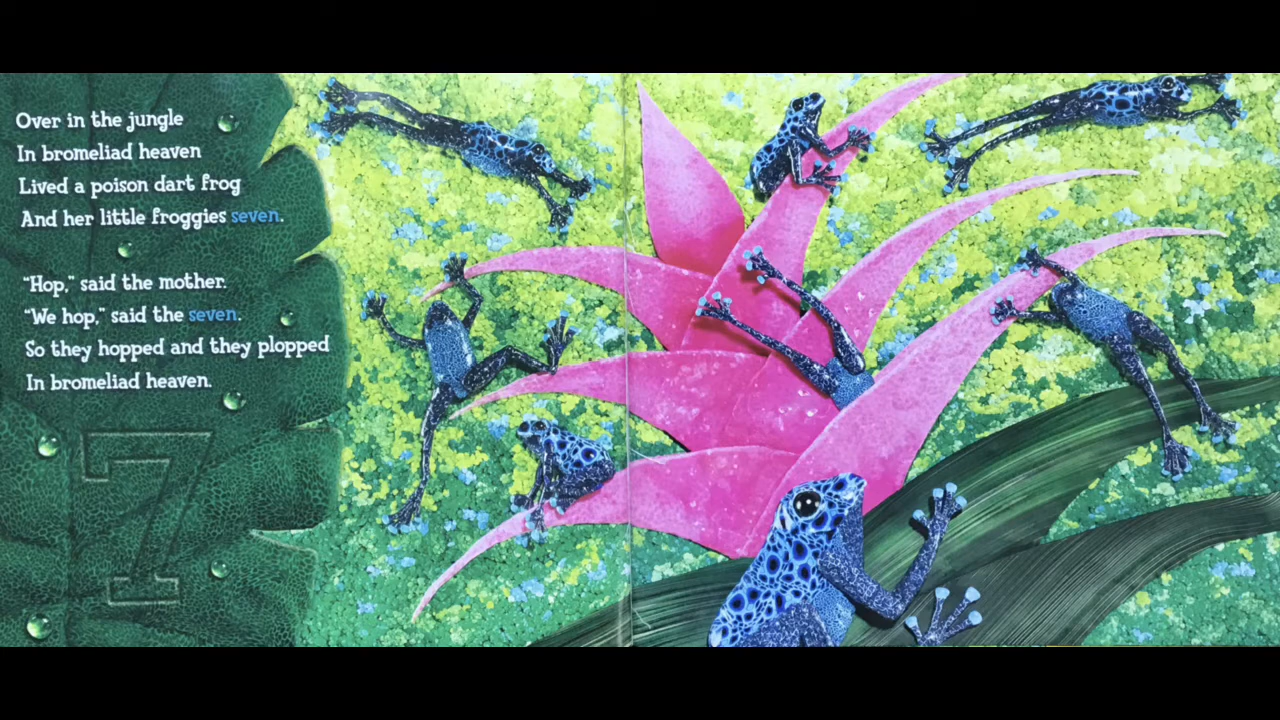 Over in the jungle
In bromeliad heaven
Lived a poison dart frog
And her little froggies seven.
“Hop,” said the mother.
“We hop,” said the seven.
So they hopped and they plopped
In bromeliad heaven.
7